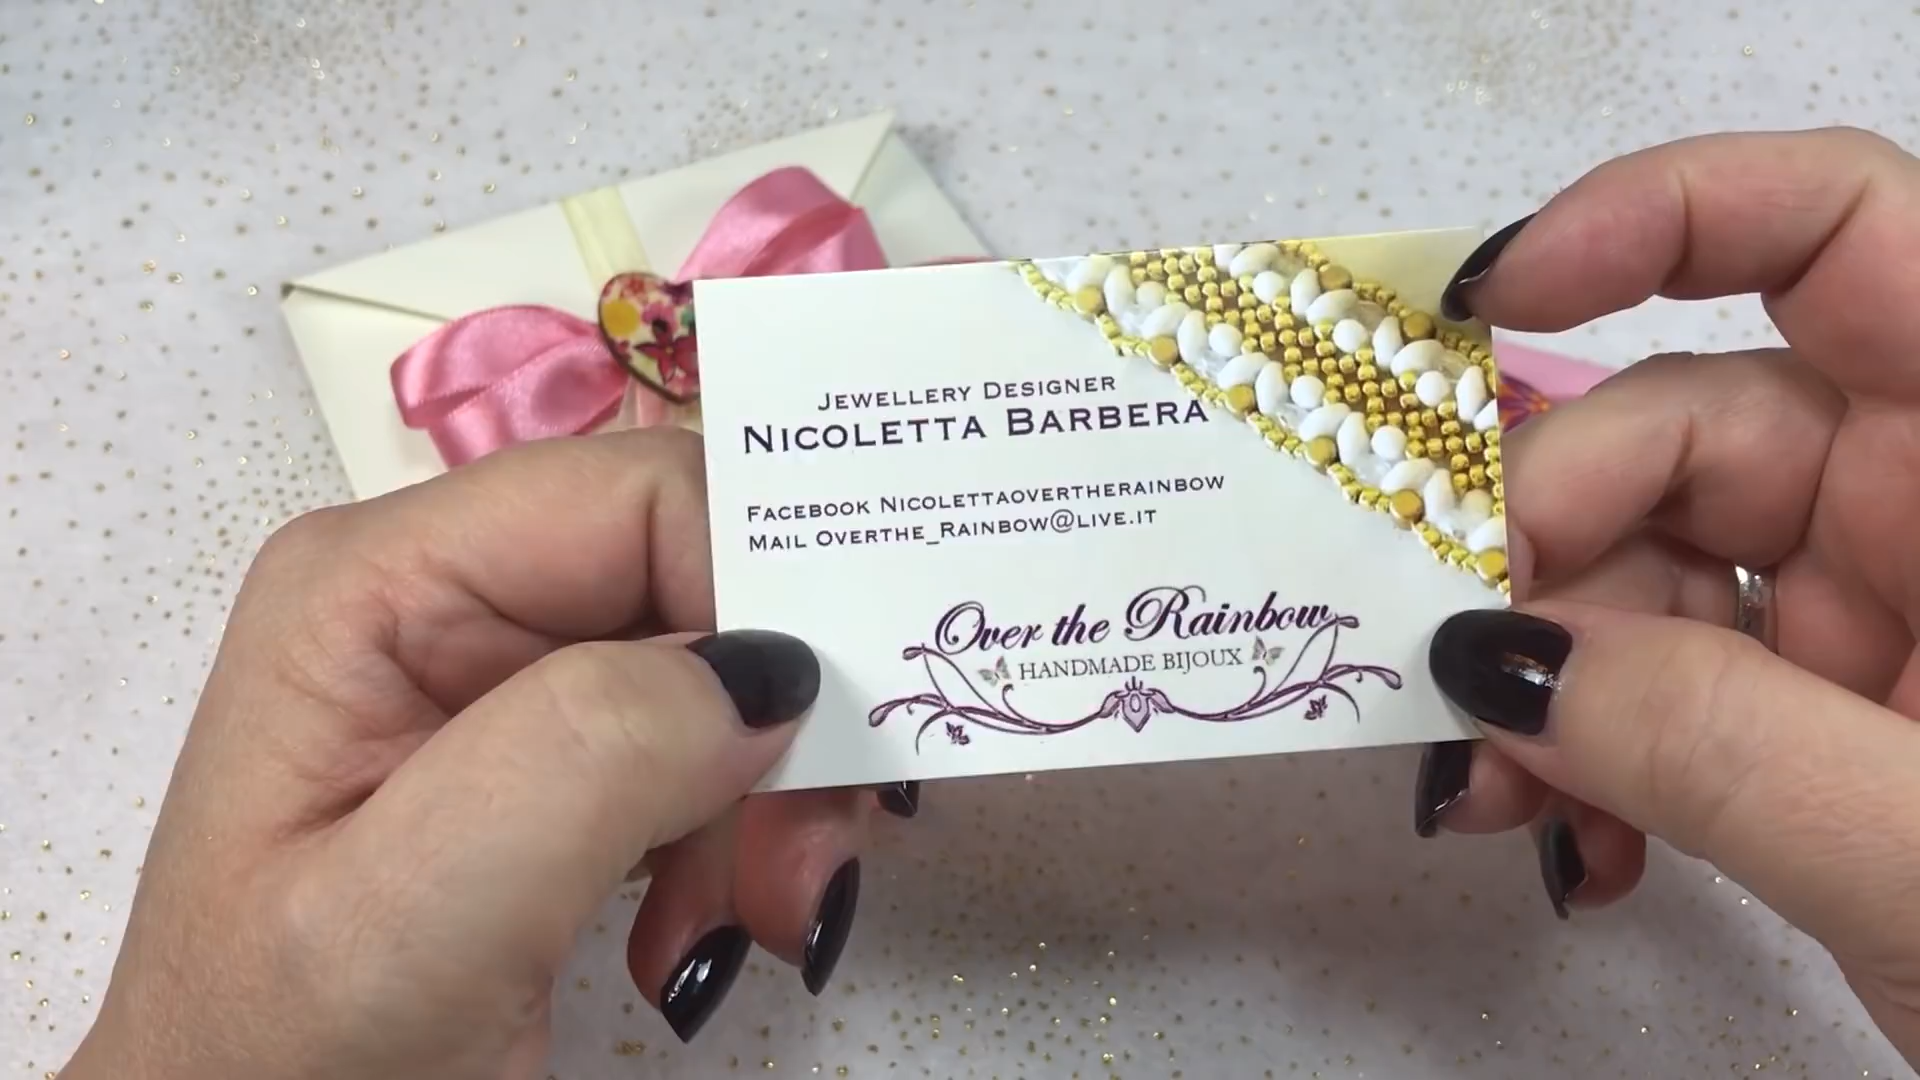 Jewellery Designer
Nicoletta Barbera
Facebook Nicolettaovertherainbow
Mail Overthe_Rainbow@live.it
Over the Rainbow
HANDMADE BIJOUX